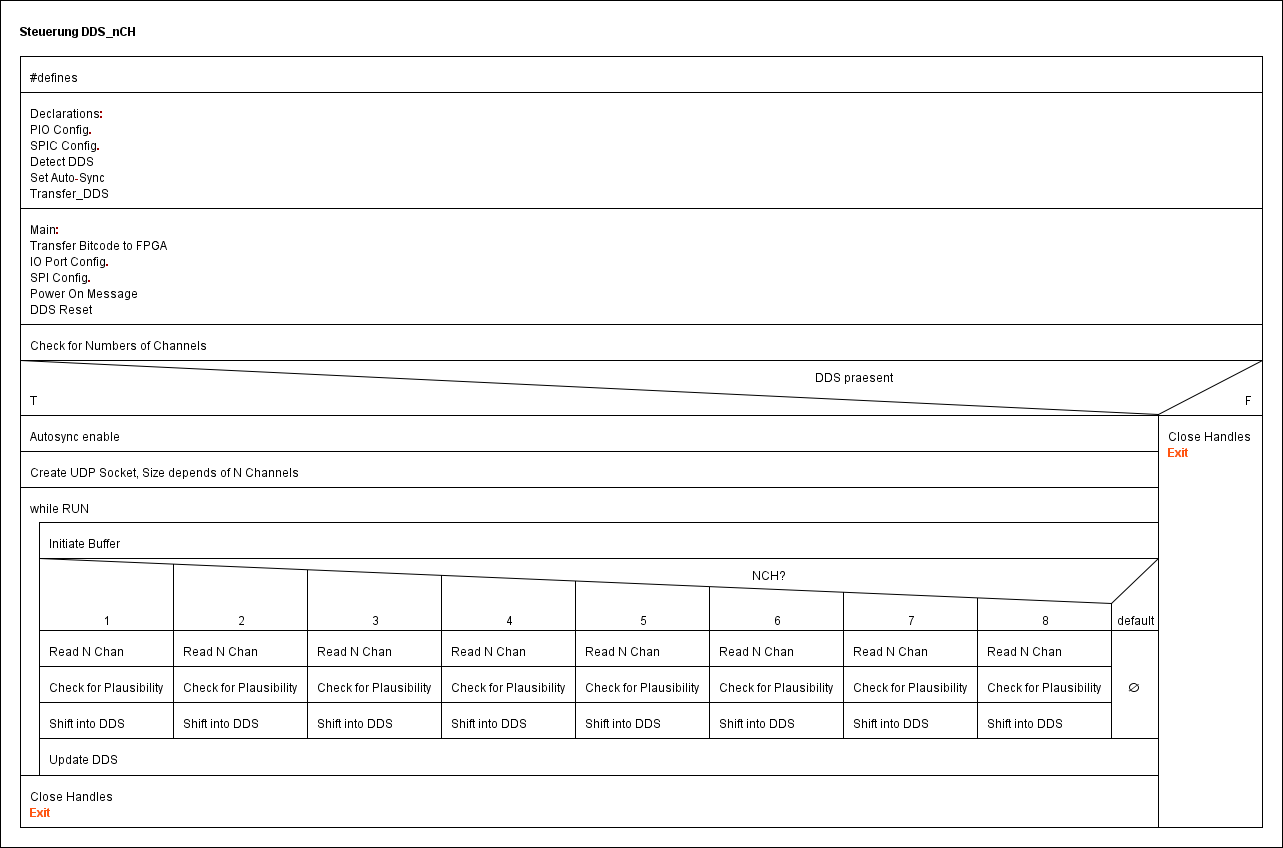 Steuerung DDS_nCH
#defines
Declarations:
PIO Config.
SPIC Config.
Detect DDS
Set Auto-Sync
Transfer_DDS
Main:
Transfer Bitcode to FPGA
IO Port Config.
SPI Config.
Power On Message
DDS Reset
Check for Numbers of Channels
DDS praesent
T F
Autosync enable
Close Handles
Exit
Create UDP Socket, Size depends of N Channels
while RUN
Initiate Buffer
NCH?
1 2 3 4 5 6 7 8 default
Read N Chan Read N Chan Read N Chan Read N Chan Read N Chan Read N Chan Read N Chan Read N Chan
Check for Plausibility Check for Plausibility Check for Plausibility Check for Plausibility Check for Plausibility Check for Plausibility Check for Plausibility Check for Plausibility ∅
Shift into DDS Shift into DDS Shift into DDS Shift into DDS Shift into DDS Shift into DDS Shift into DDS Shift into DDS
Update DDS
Close Handles
Exit